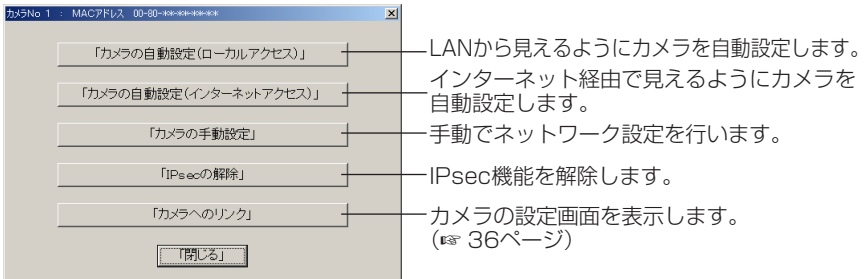 カメラNo 1 : MACアドレス 00-80-**-**-**-**
「カメラの自動設定(ローカルアクセス)」
LANから見えるようにカメラを自動設定します。
「カメラの自動設定(インターネットアクセス)」
インターネット経由で見えるようにカメラを
自動設定します。
「カメラの手動設定」
手動でネットワーク設定を行います。
「IPsecの解除」
IPsec機能を解除します。
「カメラへのリンク」
カメラの設定画面を表示します。
(☞ 36ページ)
「閉じる」